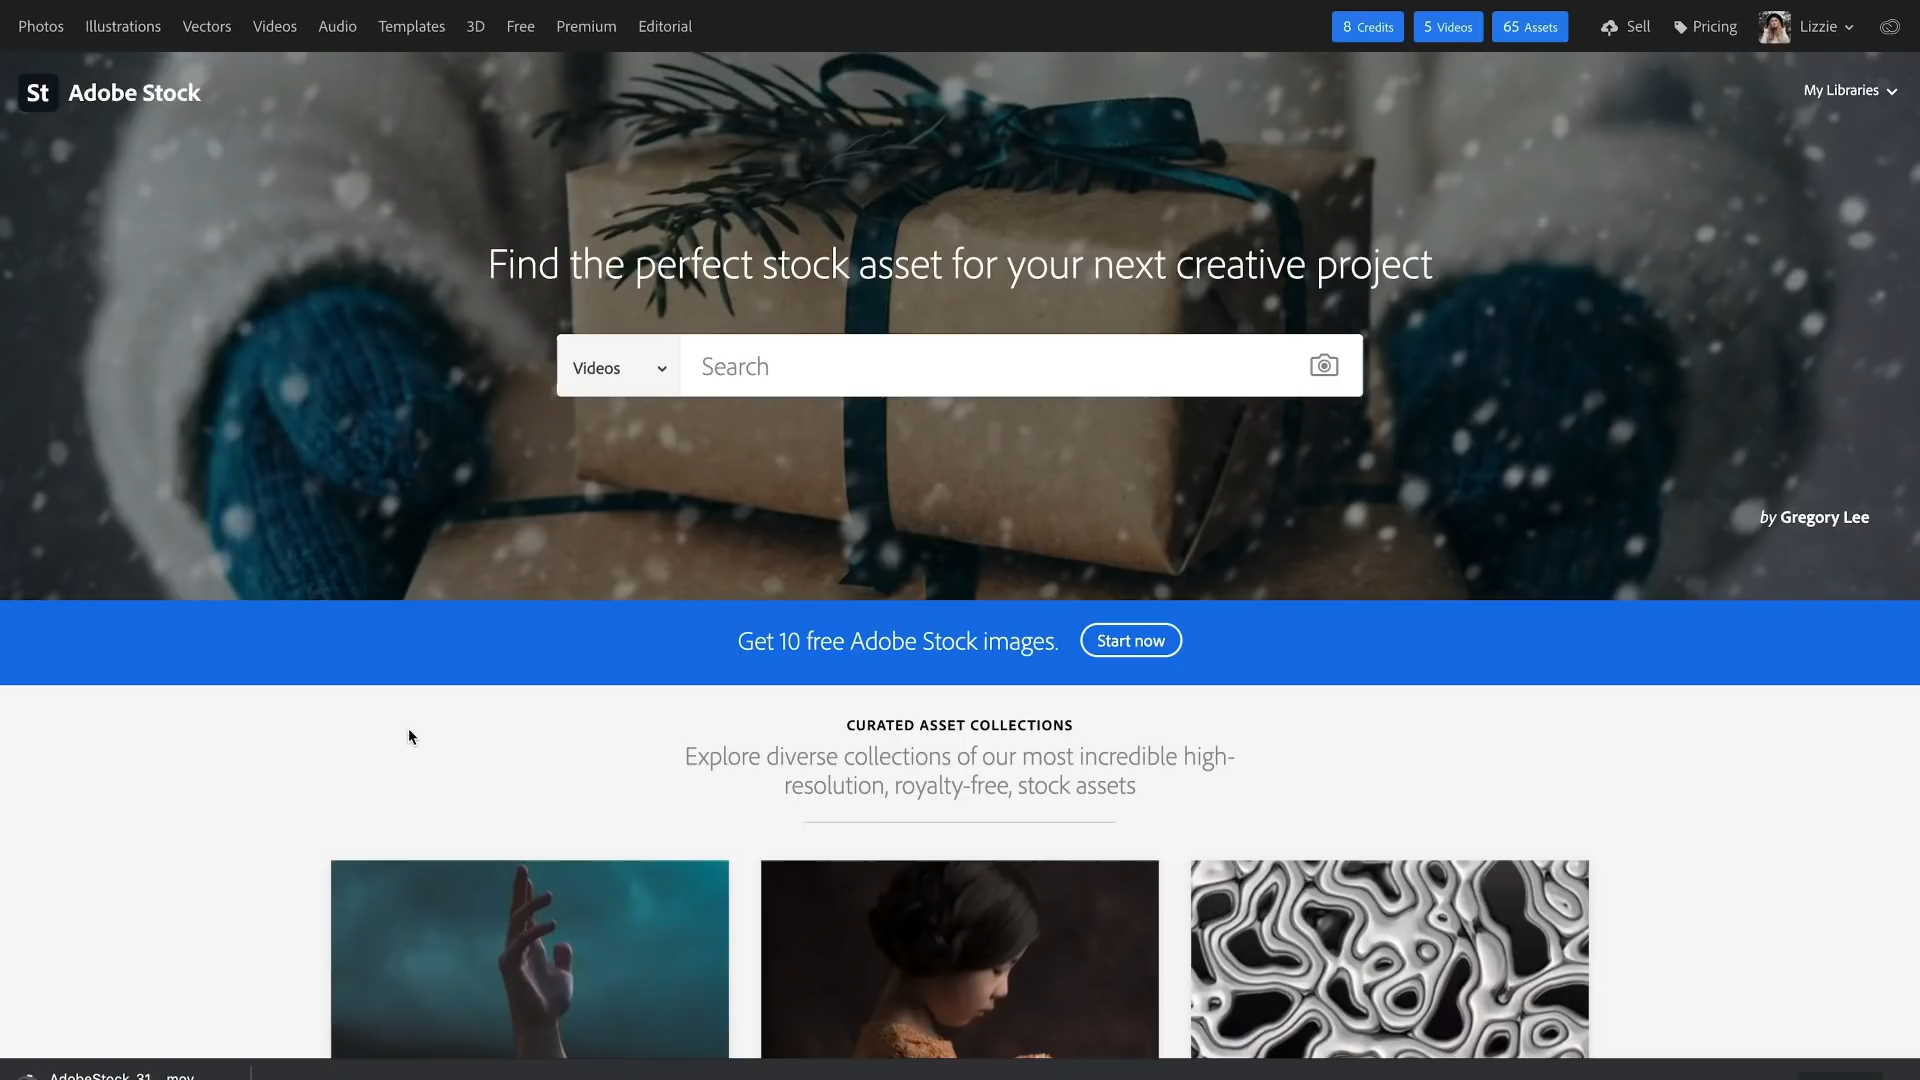 Photos Illustrations Vectors Videos Audio Templates 3D Free Premium Editorial 8 Credits 5 Videos 65 Assets Sell Pricing Lizzie
St Adobe Stock
My Libraries
Find the perfect stock asset for your next creative project
Videos Search
by Gregory Lee
Get 10 free Adobe Stock images. Start now
CURATED ASSET COLLECTIONS
Explore diverse collections of our most incredible high-
resolution, royalty-free, stock assets
AdobeStock_31....mov